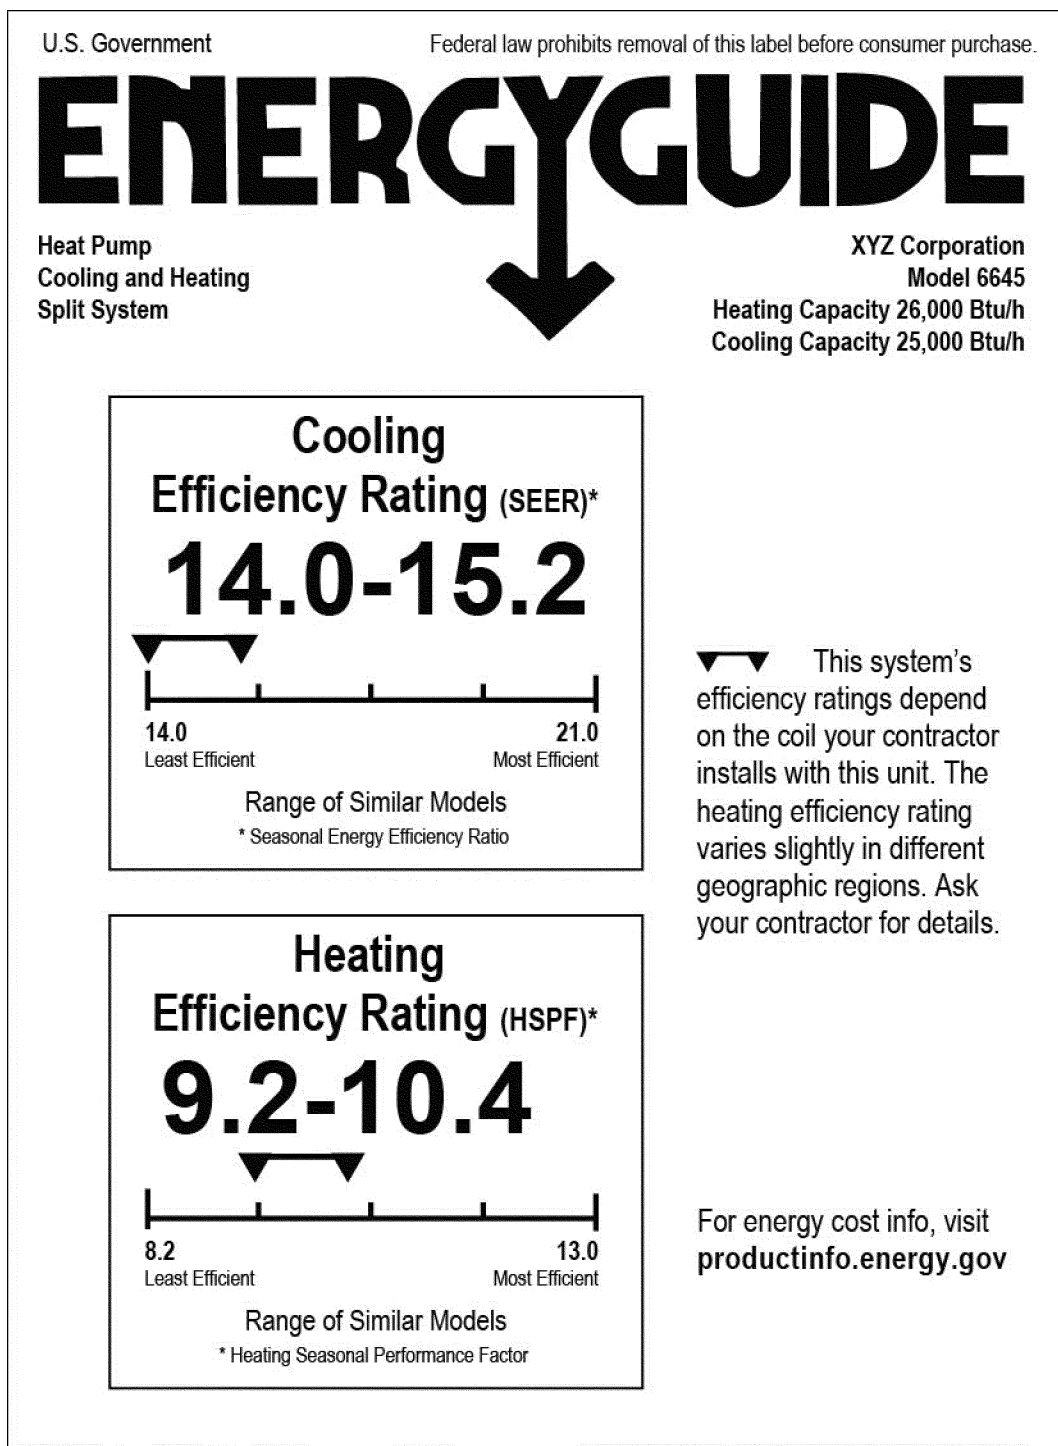 U.S. Government
Federal law prohibits removal of this label before consumer purchase.
ENERGYGUIDE
Heat Pump
Cooling and Heating
Split System
XYZ Corporation
Model 6645
Heating Capacity 26,000 Btu/h
Cooling Capacity 25,000 Btu/h
Cooling
Efficiency Rating (SEER)*
14.0-15.2
14.0
Least Efficient
21.0
Most Efficient
Range of Similar Models
* Seasonal Energy Efficiency Ratio
This system's
efficiency ratings depend
on the coil your contractor
installs with this unit. The
heating efficiency rating
varies slightly in different
geographic regions. Ask
your contractor for details.
Heating
Efficiency Rating (HSPF)*
9.2-10.4
8.2
Least Efficient
13.0
Most Efficient
Range of Similar Models
* Heating Seasonal Performance Factor
For energy cost info, visit
productinfo.energy.gov